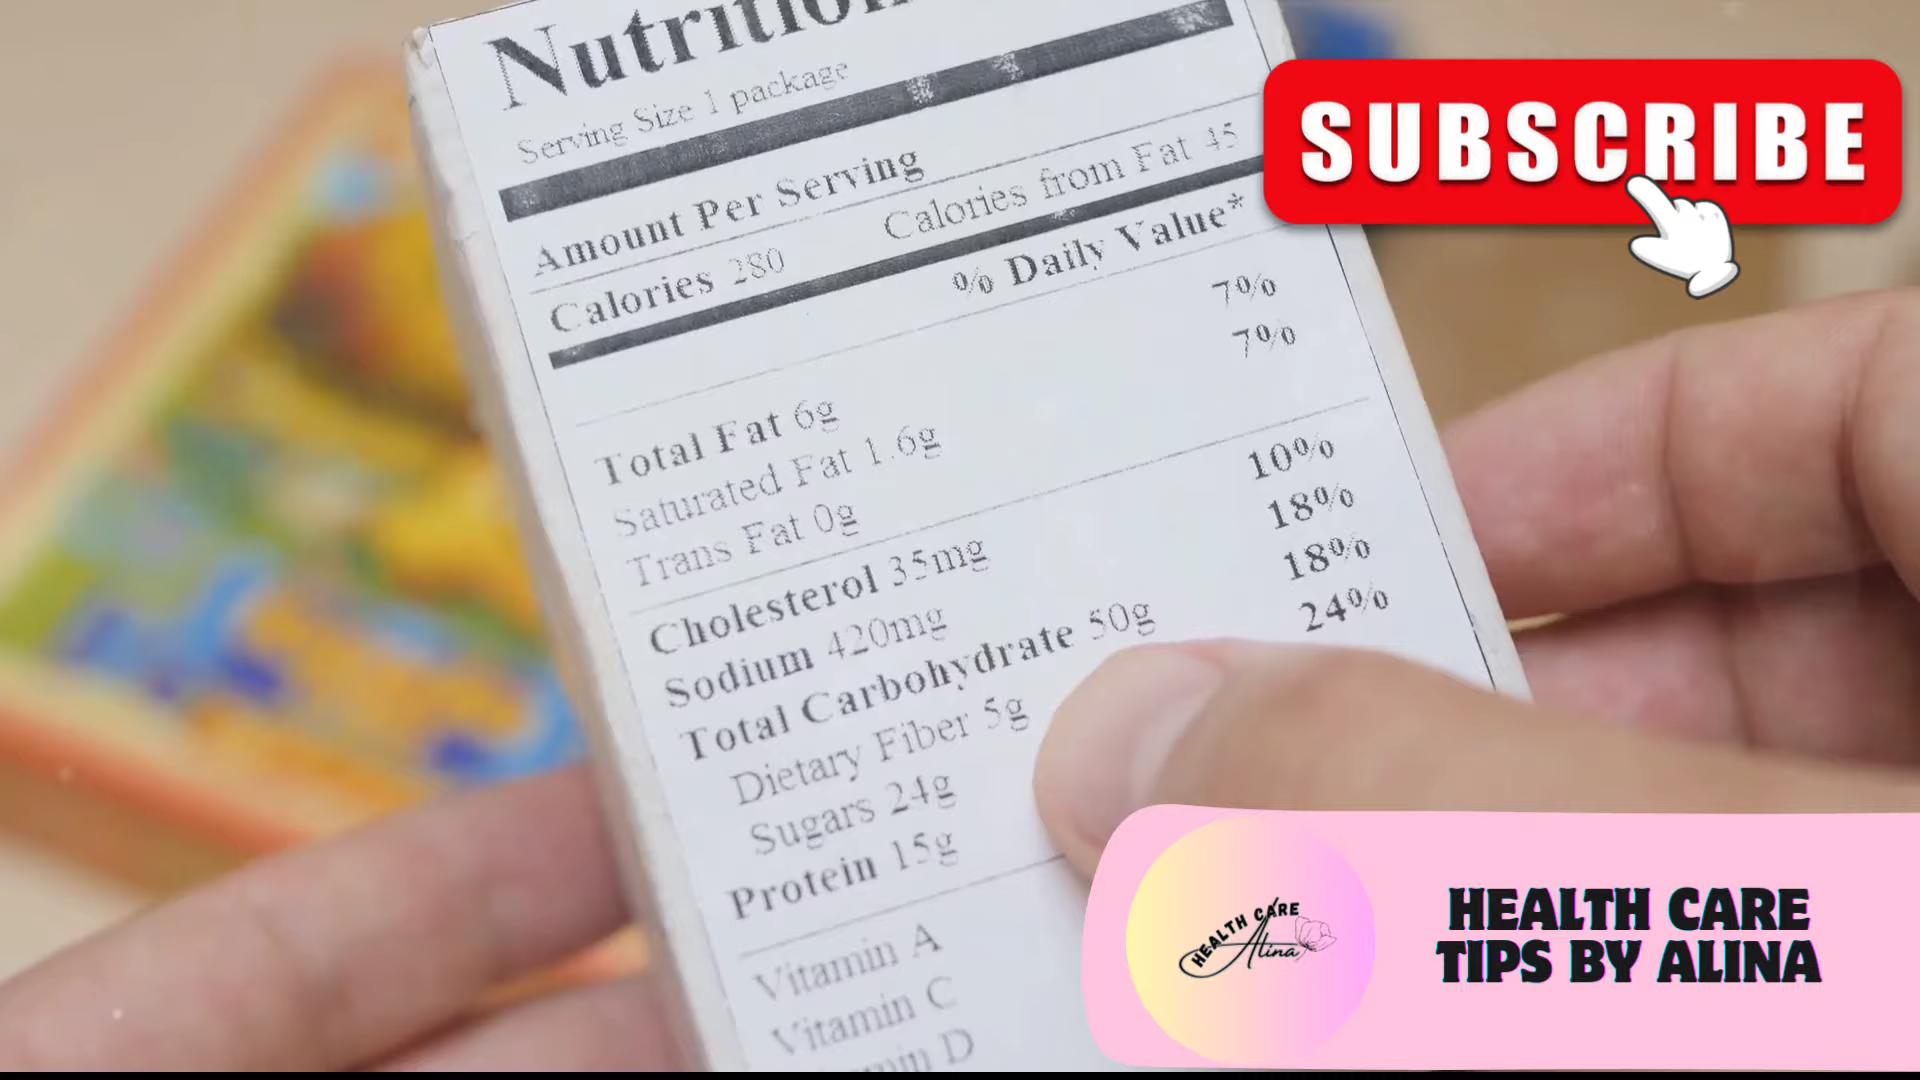 Nutrition
Serving Size 1 package
Amount Per Serving
Calories 280 Calories from Fat 45
% Daily Value*
7%
7%
Total Fat 6g
Saturated Fat 1.6g
Trans Fat 0g
10%
18%
18%
24%
Cholesterol 35mg
Sodium 420mg
Total Carbohydrate 50g
Dietary Fiber 5g
Sugars 24g
Protein 15g
Vitamin A
Vitamin C
SUBSCRIBE
HEALTH CARE
Alina
HEALTH CARE
TIPS BY ALINA